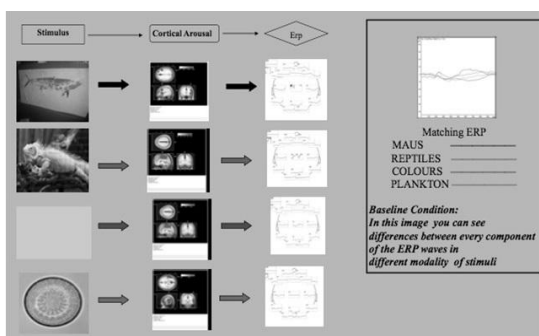 Stimulus
Cortical Arousal
Erp
Matching ERP
MAUS
REPTILES
COLOURS
PLANKTON
Baseline Condition:
In this image you can see
differences between every component
of the ERP waves in
different modality of stimuli